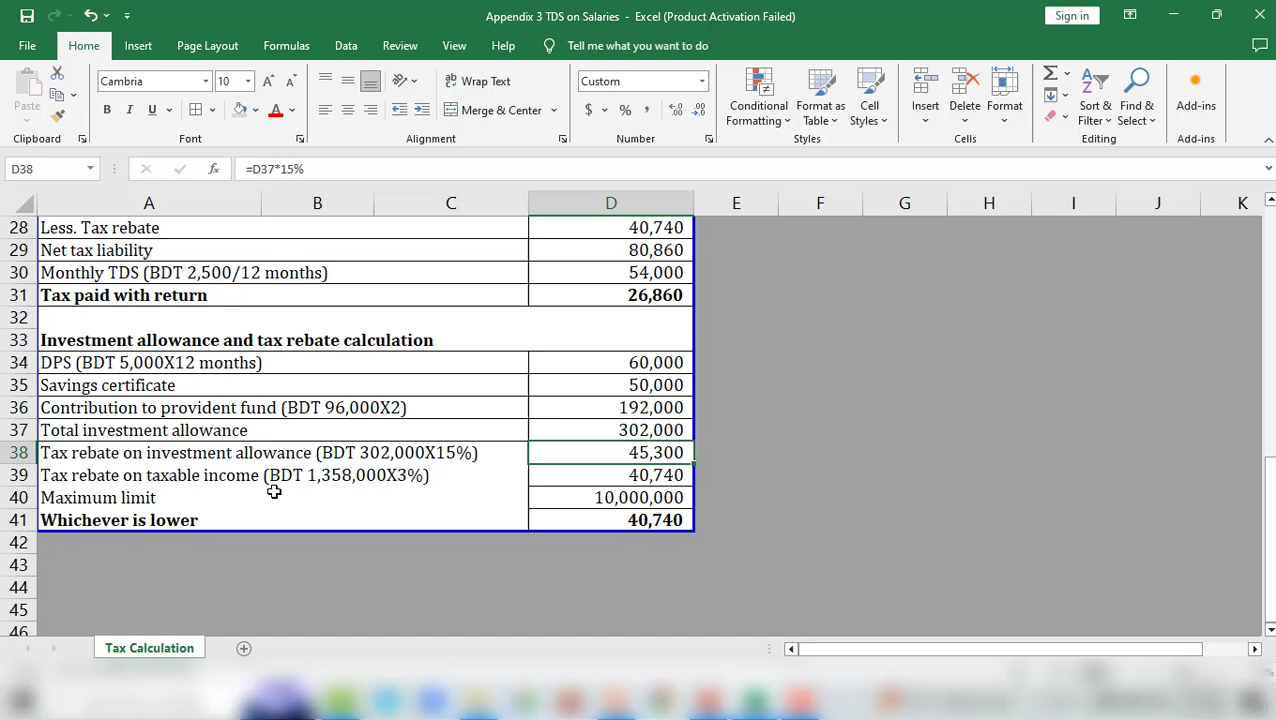 Appendix 3 TDS on Salaries - Excel (Product Activation Failed)
Sign in
File Home Insert Page Layout Formulas Data Review View Help Tell me what you want to do
Paste
Clipboard
Cambria 10
B I U A
Font
Wrap Text
Merge & Center
Alignment
Custom
$ % ,
Number
Conditional Formatting
Format as Table
Cell Styles
Styles
Insert Delete Format
Cells
Sort & Filter
Find & Select
Editing
Add-ins
Add-ins
D38 fx =D37*15%
A B C D E F G H I J K
28 Less. Tax rebate 40,740
29 Net tax liability 80,860
30 Monthly TDS (BDT 2,500/12 months) 54,000
31 Tax paid with return 26,860
32
33 Investment allowance and tax rebate calculation
34 DPS (BDT 5,000X12 months) 60,000
35 Savings certificate 50,000
36 Contribution to provident fund (BDT 96,000X2) 192,000
37 Total investment allowance 302,000
38 Tax rebate on investment allowance (BDT 302,000X15%) 45,300
39 Tax rebate on taxable income (BDT 1,358,000X3%) 40,740
40 Maximum limit 10,000,000
41 Whichever is lower 40,740
42
43
44
45
46
Tax Calculation